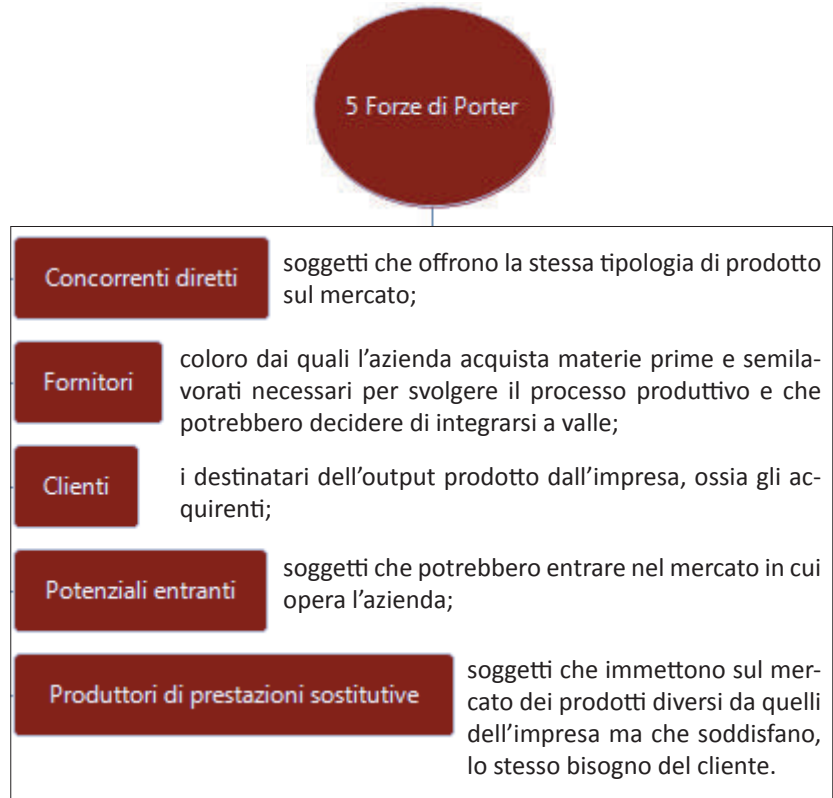 5 Forze di Porter
Concorrenti diretti
soggetti che offrono la stessa tipologia di prodotto
sul mercato;
Fornitori
coloro dai quali l’azienda acquista materie prime e semila-
vorati necessari per svolgere il processo produttivo e che
potrebbero decidere di integrarsi a valle;
Clienti
i destinatari dell’output prodotto dall’impresa, ossia gli ac-
quirenti;
Potenziali entranti
soggetti che potrebbero entrare nel mercato in cui
opera l’azienda;
Produttori di prestazioni sostitutive
soggetti che immettono sul mer-
cato dei prodotti diversi da quelli
dell’impresa ma che soddisfano,
lo stesso bisogno del cliente.